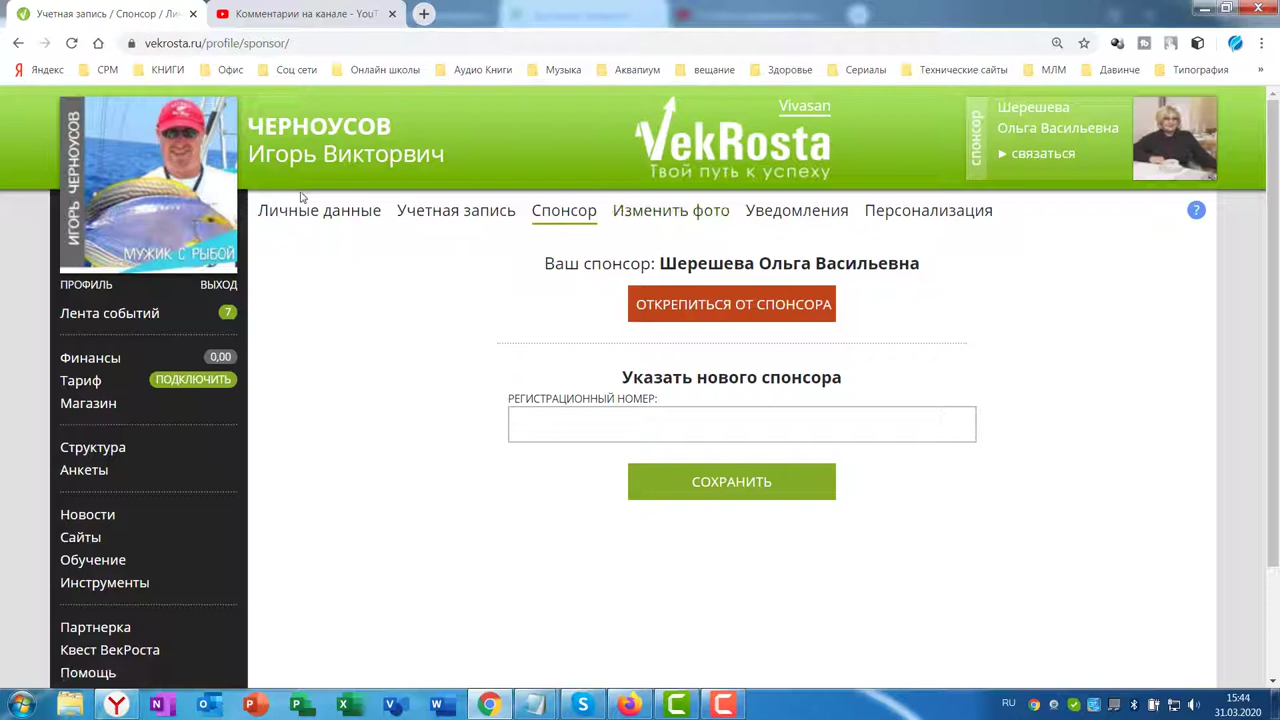 Учетная запись / Спонсор / Ли
Комментарии на канале - YouT
vekrosta.ru/profile/sponsor/
Яндекс
СРМ
КНИГИ
Офис
Соц сети
Онлайн школы
Аудио Книги
Музыка
Аквапиум
вещание
Здоровье
Сериалы
Технические сайты
МЛМ
Давинче
Типография
»
ИГОРЬ ЧЕРНОУСОВ
МУЖИК С РЫБОЙ
ЧЕРНОУСОВ
Игорь Викторвич
Vivasan
VekRosta
Твой путь к успеху
спонсор
Шерешева
Ольга Васильевна
► связаться
Личные данные
Учетная запись
Спонсор
Изменить фото
Уведомления
Персонализация
?
ПРОФИЛЬ
ВЫХОД
Лента событий 7
Финансы 0,00
Тариф ПОДКЛЮЧИТЬ
Магазин
Структура
Анкеты
Новости
Сайты
Обучение
Инструменты
Партнерка
Квест ВекРоста
Помощь
Ваш спонсор: Шерешева Ольга Васильевна
ОТКРЕПИТЬСЯ ОТ СПОНСОРА
Указать нового спонсора
РЕГИСТРАЦИОННЫЙ НОМЕР:
СОХРАНИТЬ
RU
15:44
31.03.2020